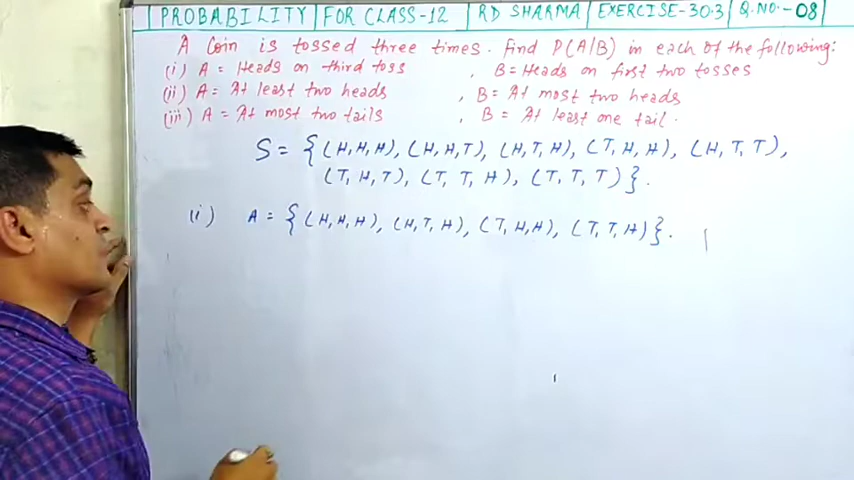 PROBABILITY | FOR CLASS-12 | RD SHARMA | EXERCISE-30.3 | Q.NO.-08
A Coin is tossed three times. find P(A/B) in each of the following:
(i) A = Heads on third toss , B = Heads on first two tosses
(ii) A = At least two heads , B = At most two heads
(iii) A = At most two tails , B = At least one tail.
S = {(H,H,H), (H,H,T), (H,T,H), (T,H,H), (H,T,T),
(T,H,T), (T,T,H), (T,T,T)}.
(i) A = {(H,H,H), (H,T,H), (T,H,H), (T,T,H)}.